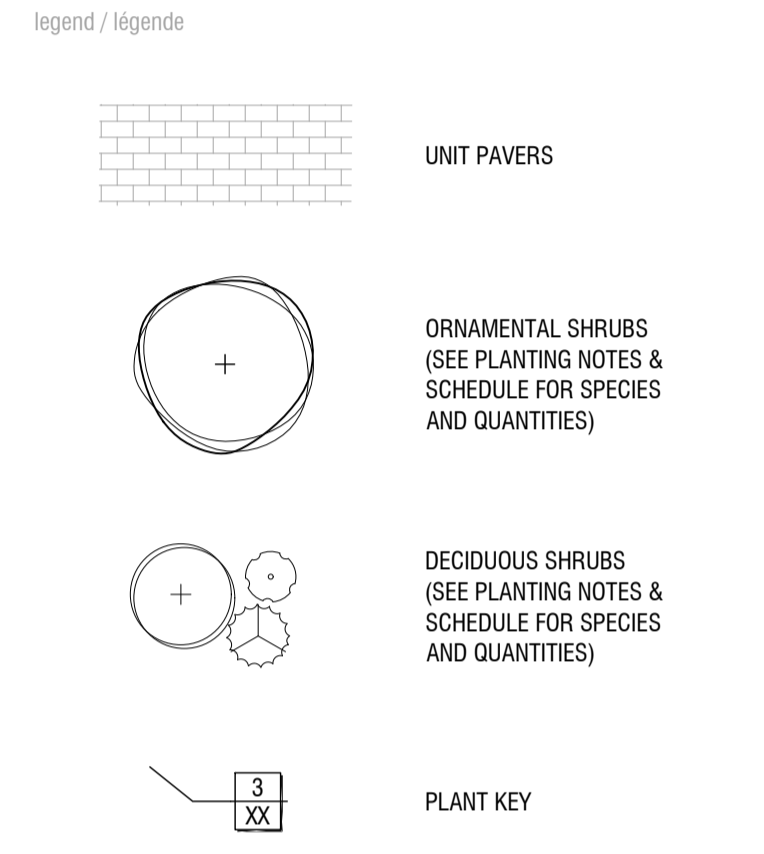 legend / légende
UNIT PAVERS
ORNAMENTAL SHRUBS
(SEE PLANTING NOTES &
SCHEDULE FOR SPECIES
AND QUANTITIES)
DECIDUOUS SHRUBS
(SEE PLANTING NOTES &
SCHEDULE FOR SPECIES
AND QUANTITIES)
3
XX
PLANT KEY